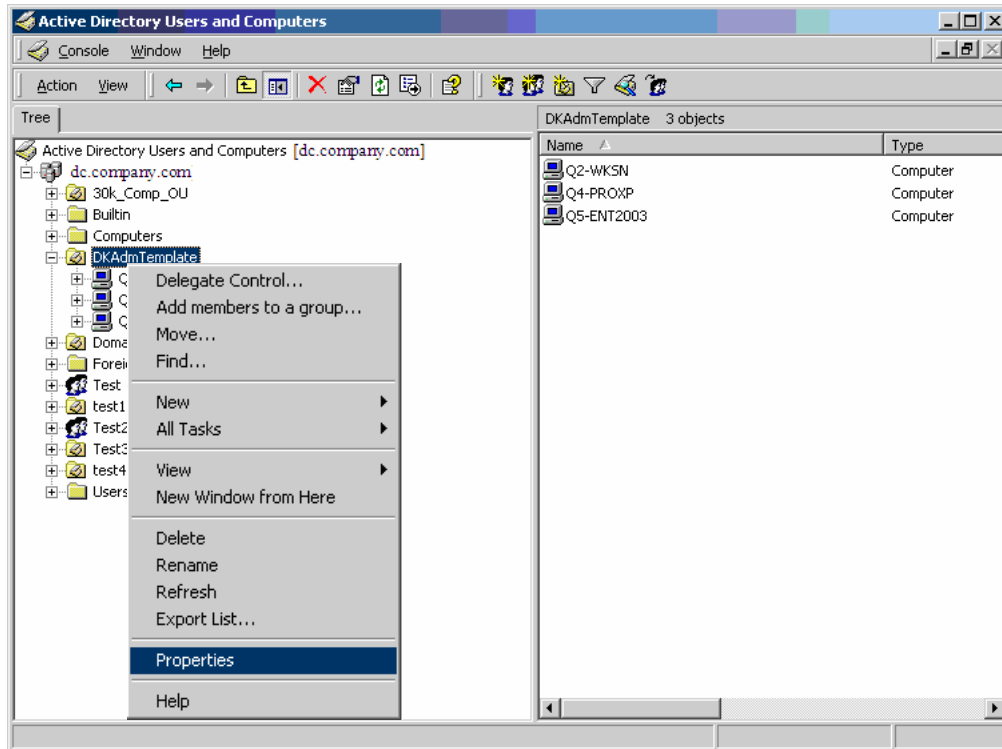 Active Directory Users and Computers
Console Window Help
Action View
Tree
DKAdmTemplate 3 objects
Active Directory Users and Computers [dc.company.com]
dc.company.com
30k_Comp_OU
Builtin
Computers
DKAdmTemplate
Q
Q
Q
Doma
Forei
Test
test1
Test2
Test3
test4
Users
Delegate Control...
Add members to a group...
Move...
Find...
New
All Tasks
View
New Window from Here
Delete
Rename
Refresh
Export List...
Properties
Help
Name Type
Q2-WKSN Computer
Q4-PROXP Computer
Q5-ENT2003 Computer